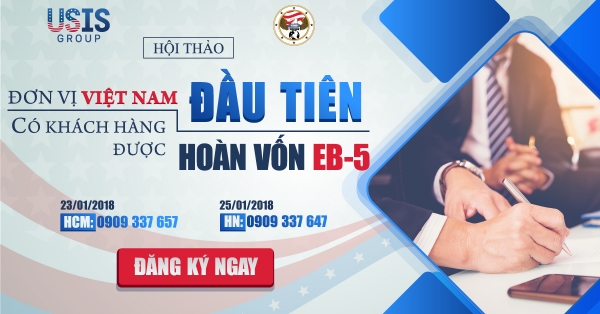 USIS
GROUP
HỘI THẢO
ĐƠN VỊ VIỆT NAM
CÓ KHÁCH HÀNG
ĐƯỢC
ĐẦU TIÊN
HOÀN VỐN EB-5
23/01/2018
HCM: 0909 337 657
25/01/2018
HN: 0909 337 647
ĐĂNG KÝ NGAY